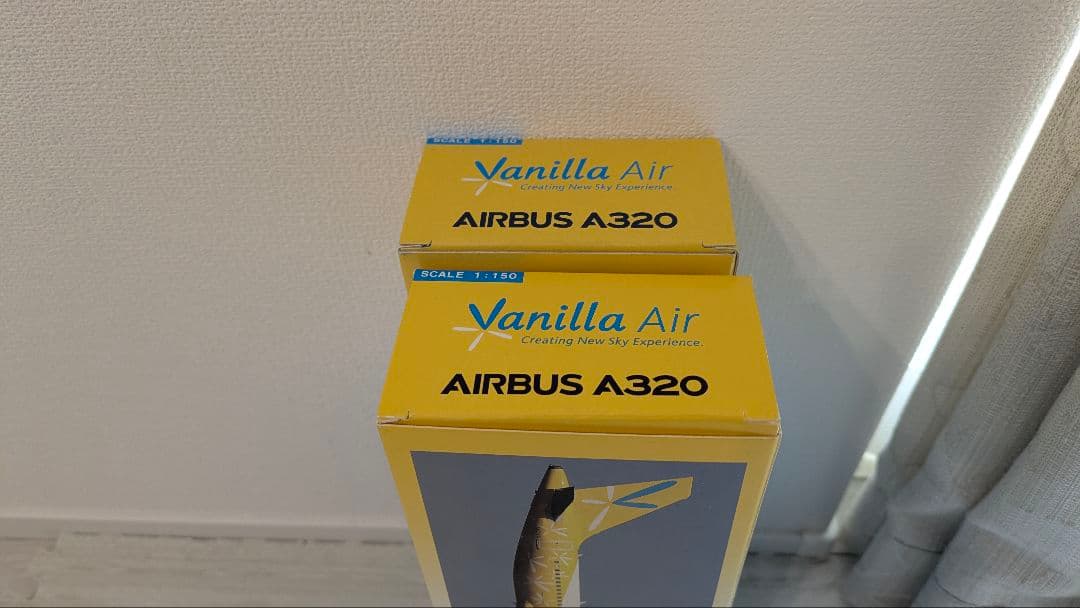 SCALE 1:150
Vanilla Air
Creating New Sky Experience.
AIRBUS A320
SCALE 1:150
Vanilla Air
Creating New Sky Experience.
AIRBUS A320